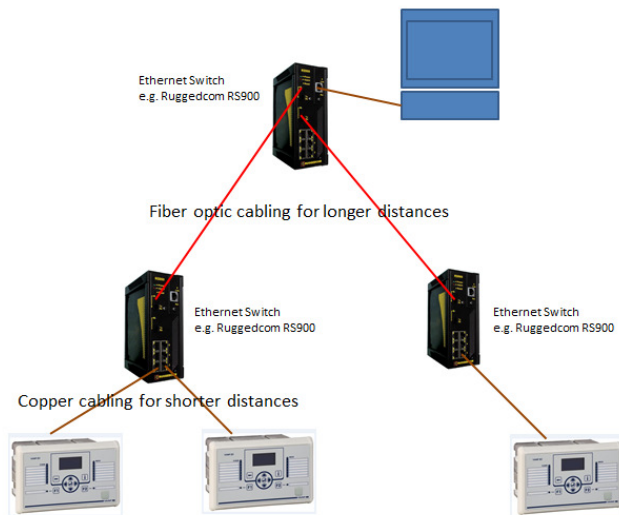 Ethernet Switch
e.g. Ruggedcom RS900
Fiber optic cabling for longer distances
Ethernet Switch
e.g. Ruggedcom RS900
Ethernet Switch
e.g. Ruggedcom RS900
Copper cabling for shorter distances